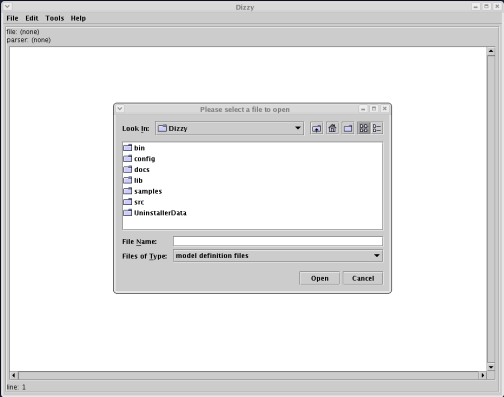 Dizzy
File Edit Tools Help
file: (none)
parser: (none)
Please select a file to open
Look In: Dizzy
bin
config
docs
lib
samples
src
UninstallerData
File Name:
Files of Type: model definition files
Open Cancel
line: 1